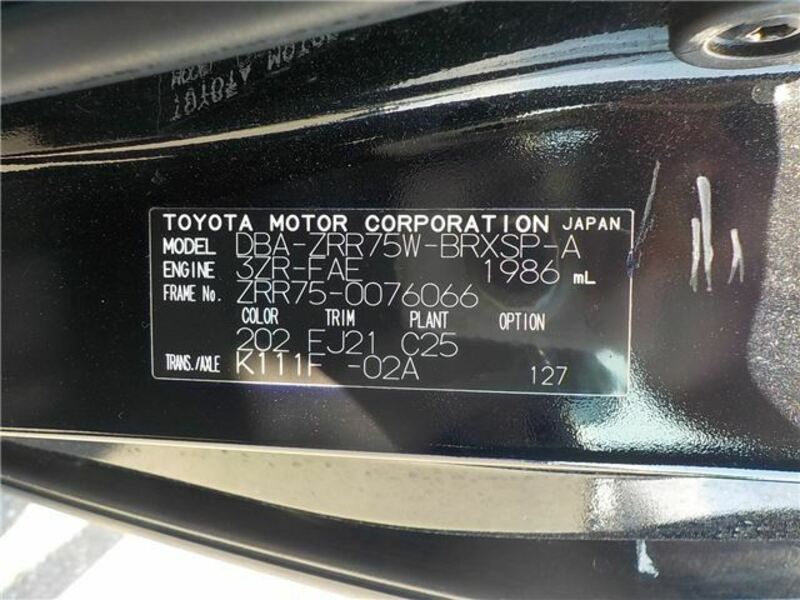 TOYOTA MOTOR CORPORATION JAPAN
MODEL DBA-ZRR75W-BRXSP-A
ENGINE 3ZR-FAE 1986 mL
FRAME No. ZRR75-0076066
COLOR TRIM PLANT OPTION
202 FJ21 C25
TRANS./AXLE K111F -02A 127